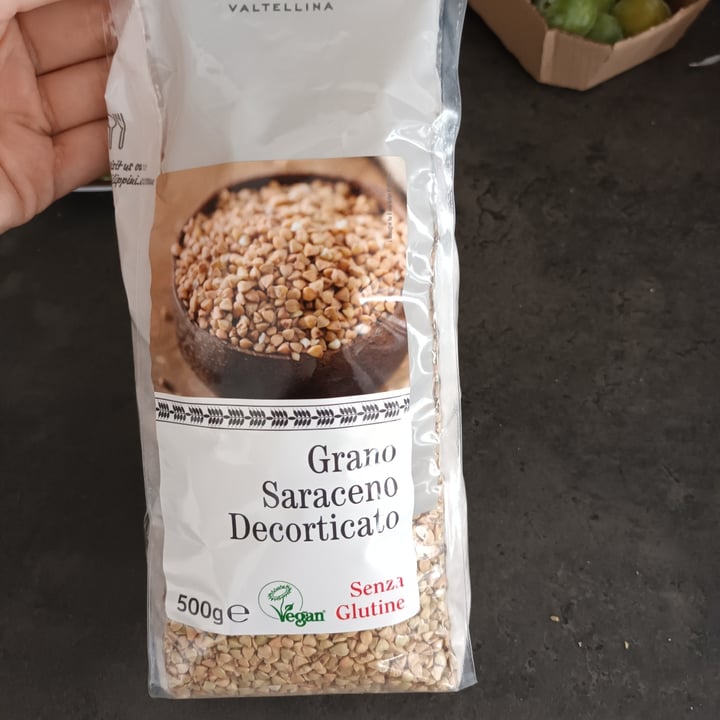 VALTELLINA
Grano
Saraceno
Decorticato
500g e
Vegan
Senza
Glutine